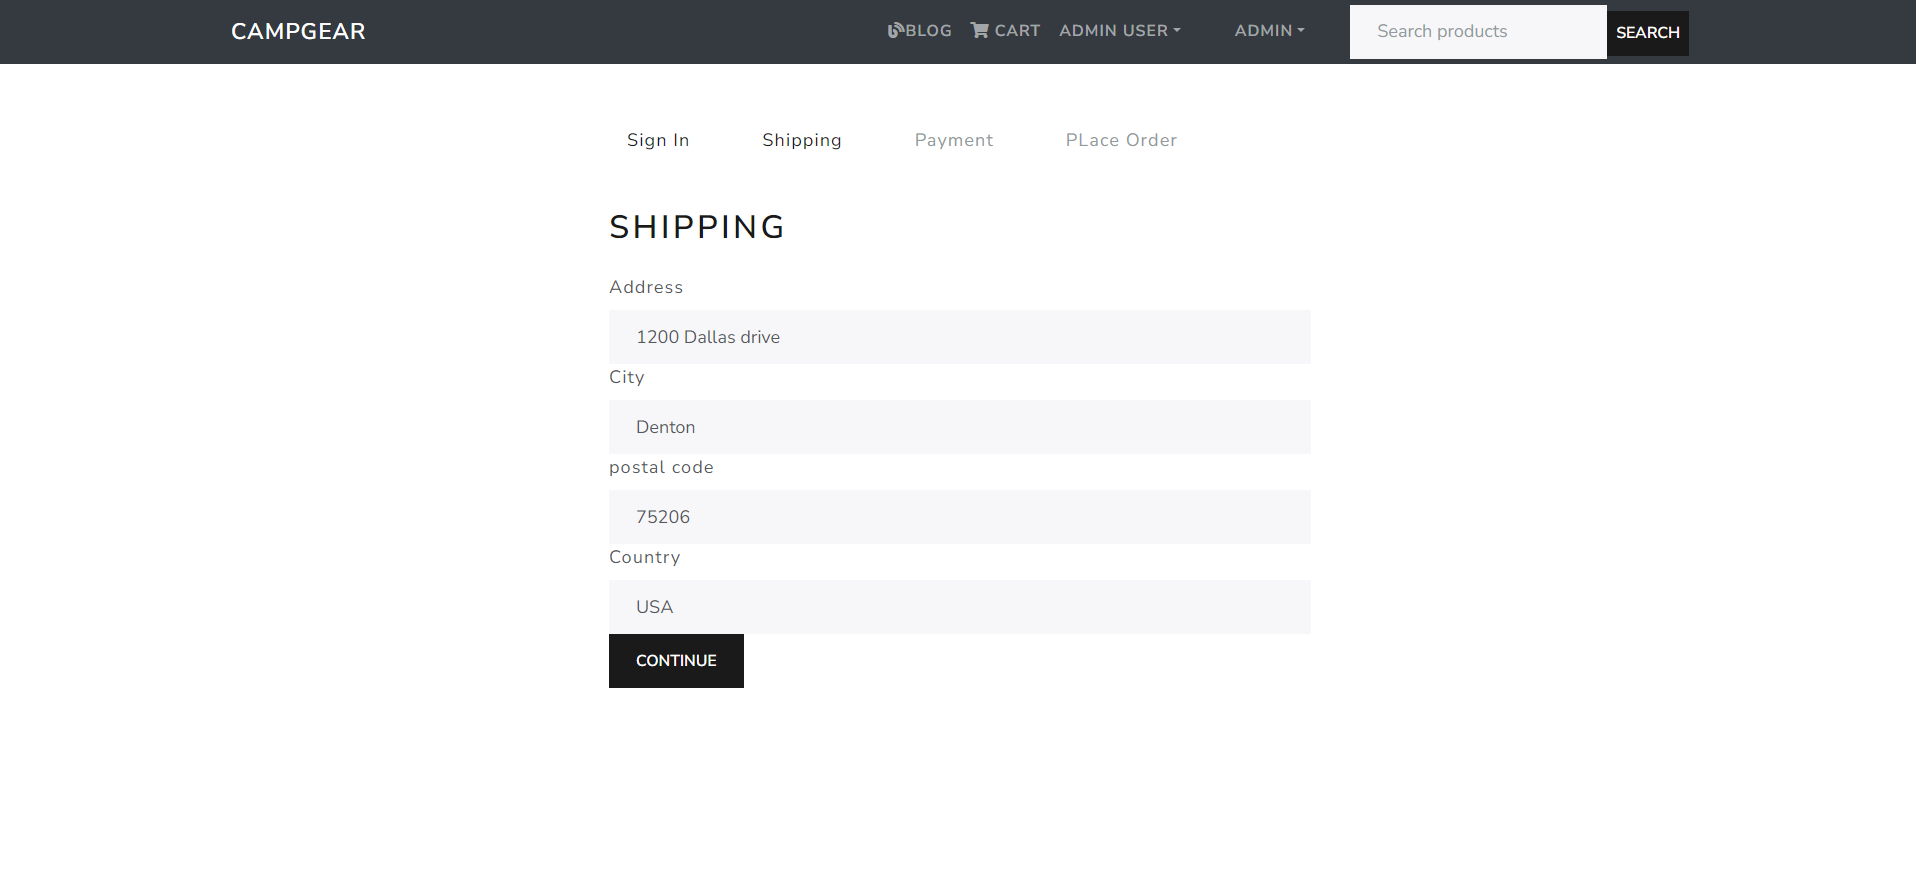 CAMPGEAR BLOG CART ADMIN USER ADMIN Search products SEARCH
Sign In Shipping Payment PLace Order
SHIPPING
Address
1200 Dallas drive
City
Denton
postal code
75206
Country
USA
CONTINUE